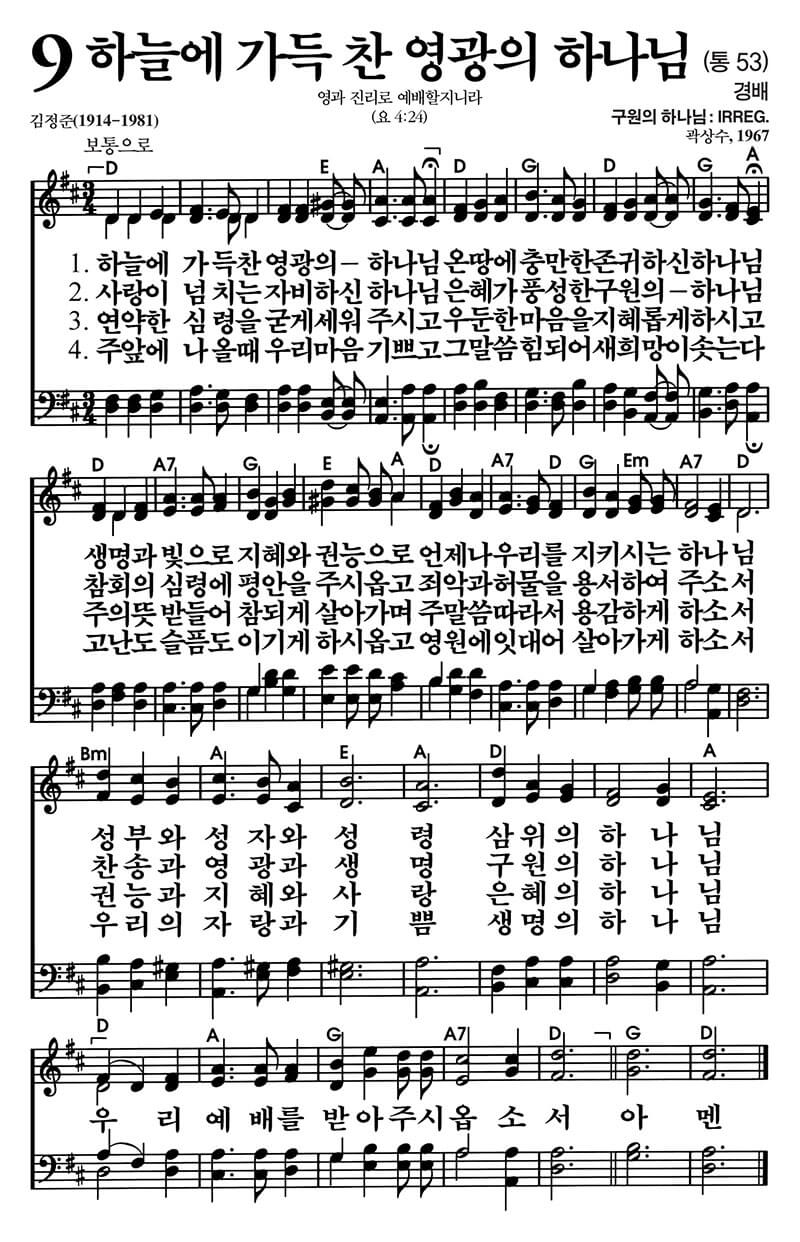 9 하늘에 가득 찬 영광의 하나님 (통 53)
영과 진리로 예배할지니라
경배
김정준(1914-1981)
(요 4:24)
구원의 하나님 : IRREG.
보통으로
곽상수, 1967
D E A D G D G A
3/4
1. 하늘에 가득찬 영광의 – 하나님 온땅에 충만한 존귀하신 하나님
2. 사랑이 넘치는 자비하신 하나님 은혜가 풍성한 구원의 – 하나님
3. 연약한 심령을 굳게세워 주시고 우둔한 마음을 지혜롭게 하시고
4. 주앞에 나올때 우리마음 기쁘고 그말씀 힘되어 새희망이 솟는다
3/4
D A7 G E A D A7 D G Em A7 D
생명과 빛으로 지혜와 권능으로 언제나 우리를 지키시는 하나님
참회의 심령에 평안을 주시옵고 죄악과 허물을 용서하여 주소서
주의뜻 받들어 참되게 살아가며 주말씀 따라서 용감하게 하소서
고난도 슬픔도 이기게 하시옵고 영원에 잇대어 살아가게 하소서
Bm A E A D A
성부와 성자와 성령 삼위의 하나님
찬송과 영광과 생명 구원의 하나님
권능과 지혜와 사랑 은혜의 하나님
우리의 자랑과 기쁨 생명의 하나님
D A G A7 D G D
우리 예배를 받아주시옵소서 아멘